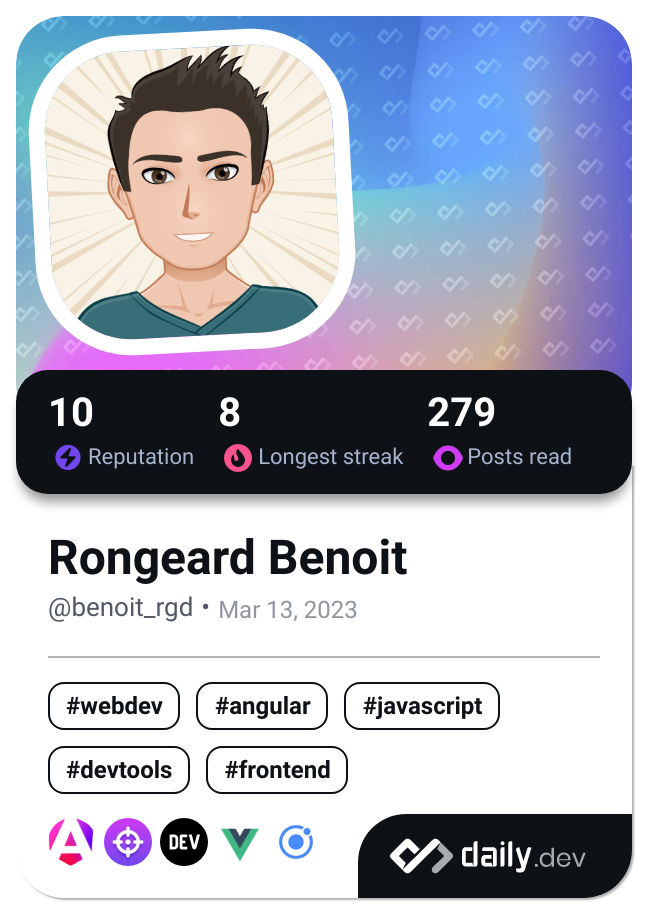 10 8 279
Reputation Longest streak Posts read
Rongeard Benoit
@benoit_rgd • Mar 13, 2023
#webdev #angular #javascript
#devtools #frontend
DEV
daily.dev